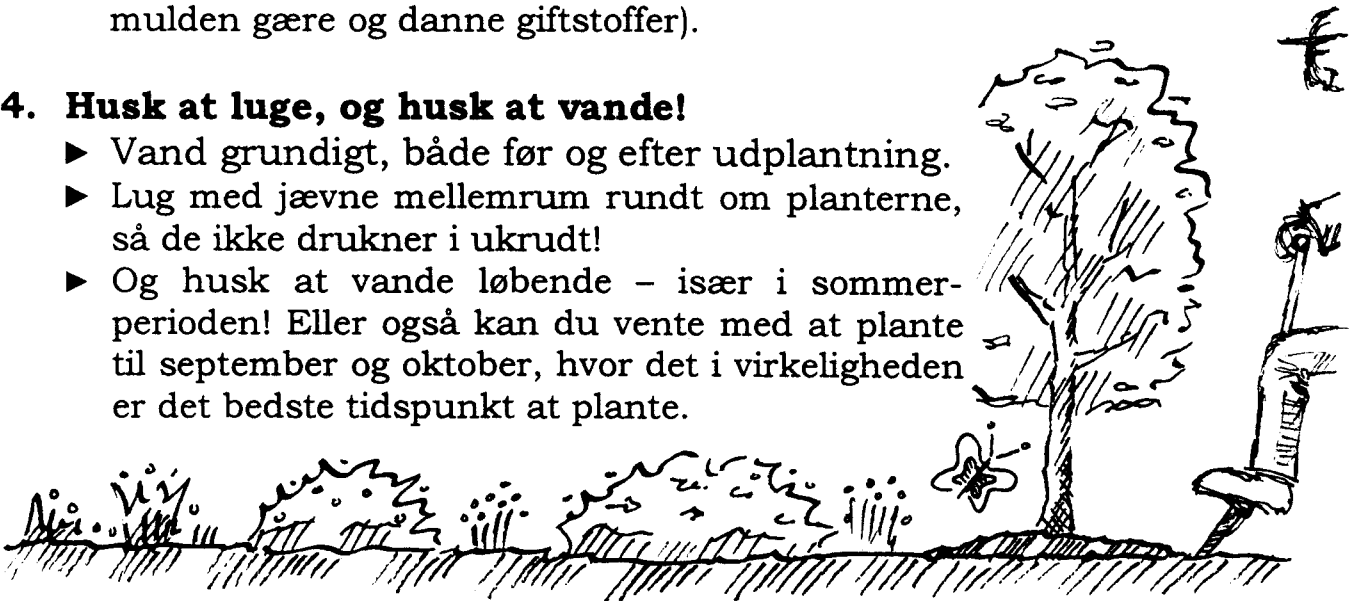 mulden gære og danne giftstoffer).
4. Husk at luge, og husk at vande!
► Vand grundigt, både før og efter udplantning.
► Lug med jævne mellemrum rundt om planterne,
så de ikke drukner i ukrudt!
► Og husk at vande løbende – især i sommer-
perioden! Eller også kan du vente med at plante
til september og oktober, hvor det i virkeligheden
er det bedste tidspunkt at plante.